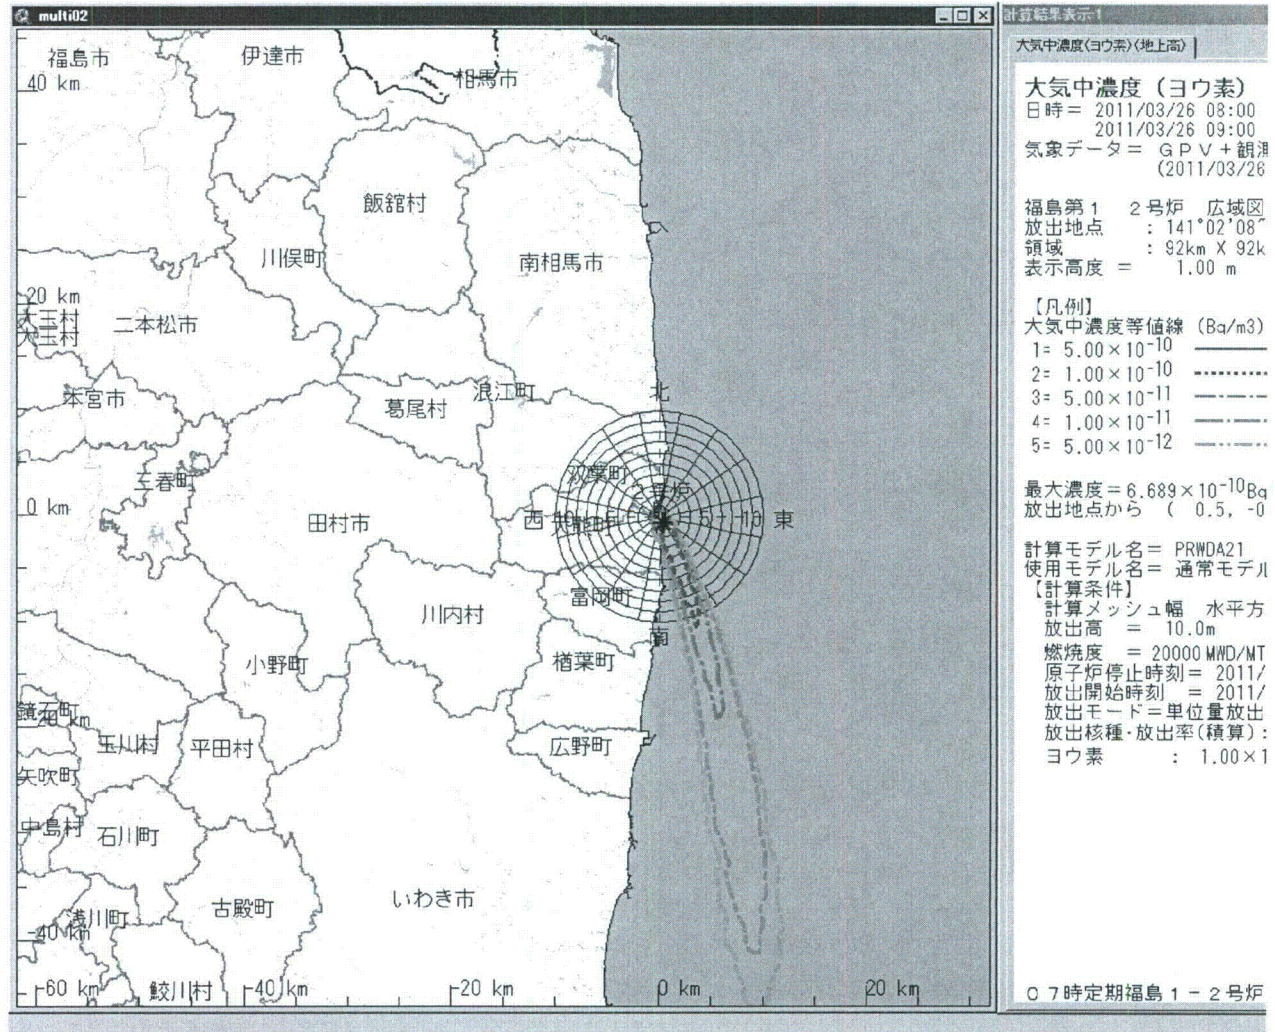 multi02
福島市
伊達市
相馬市
40 km
飯舘村
川俣町
南相馬市
20 km
大玉村
大玉村
二本松市
本宮市
葛尾村
浪江町
北
三春町
双葉町
2号炉
0 km
田村市
西
10
5
5
10
東
富岡町
川内村
南
小野町
楢葉町
鏡石町
-20 km
玉川村
平田村
広野町
矢吹町
中島村
石川町
いわき市
古殿町
浅川町
-40 km
鮫川村
-60 km
-40 km
-20 km
0 km
20 km
計算結果表示-1
大気中濃度(ヨウ素)(地上高)
大気中濃度(ヨウ素)
日時= 2011/03/26 08:00
2011/03/26 09:00
気象データ= GPV+観測
(2011/03/26
福島第1 2号炉 広域図
放出地点 : 141°02'08"
領域 : 92km X 92k
表示高度 = 1.00 m
【凡例】
大気中濃度等値線 (Bq/m3)
1= 5.00×10-10
2= 1.00×10-10
3= 5.00×10-11
4= 1.00×10-11
5= 5.00×10-12
最大濃度=6.689×10-10Bq
放出地点から ( 0.5, -0
計算モデル名= PRWDA21
使用モデル名= 通常モデル
【計算条件】
計算メッシュ幅 水平方
放出高 = 10.0m
燃焼度 = 20000MWD/MT
原子炉停止時刻= 2011/
放出開始時刻 = 2011/
放出モード=単位量放出
放出核種・放出率(積算):
ヨウ素 : 1.00×1
07時定期福島1-2号炉